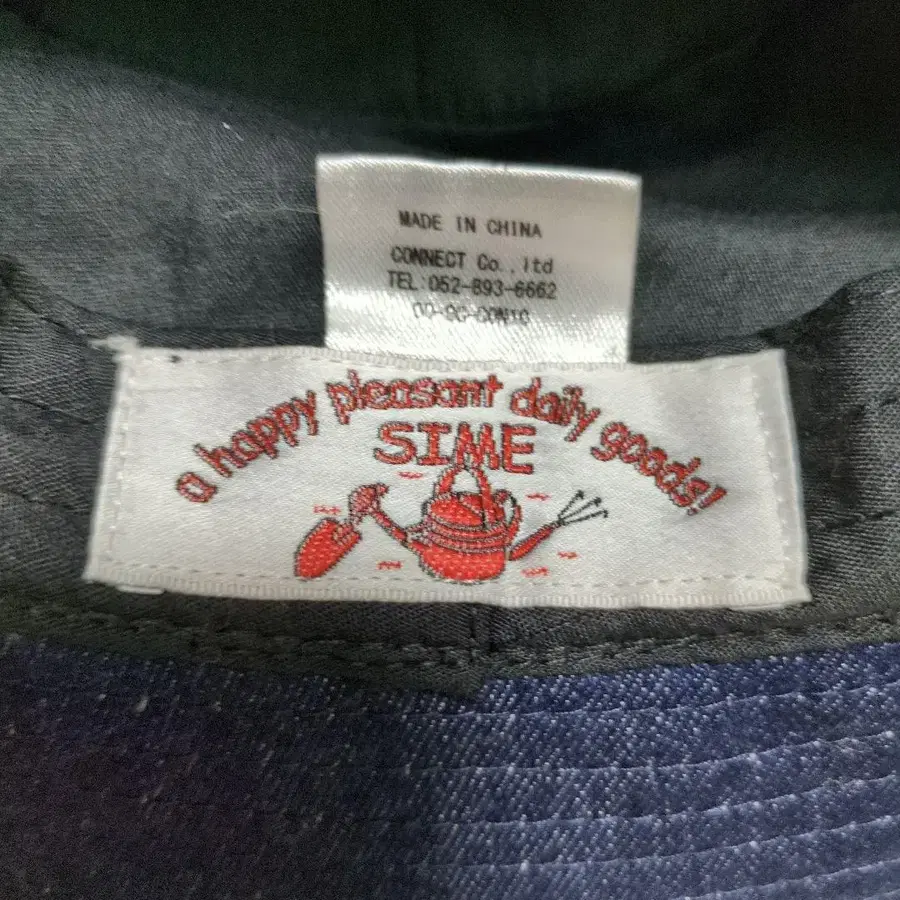 MADE IN CHINA
CONNECT Co.,ltd
TEL:052-893-6662
a happy pleasant daily goods!
SIME